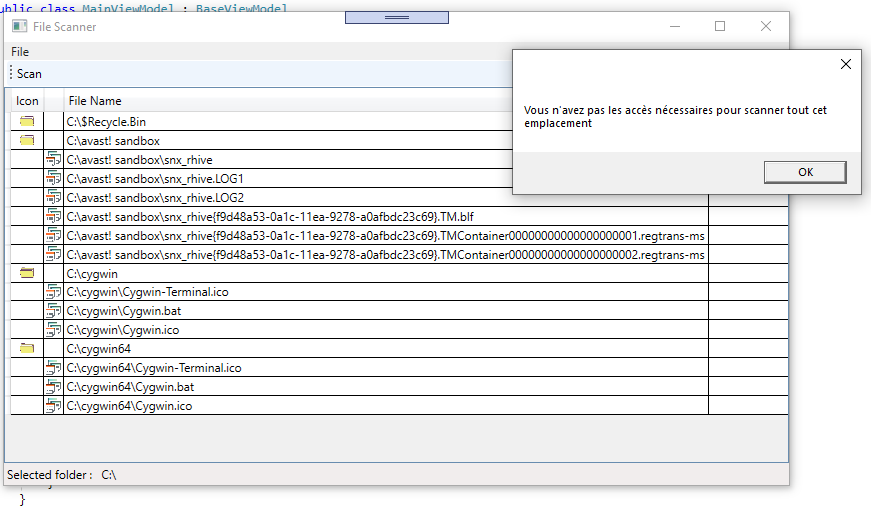 public class MainViewModel : BaseViewModel
File Scanner
File
Scan
Icon File Name
C:\$Recycle.Bin
C:\avast! sandbox
C:\avast! sandbox\snx_rhive
C:\avast! sandbox\snx_rhive.LOG1
C:\avast! sandbox\snx_rhive.LOG2
C:\avast! sandbox\snx_rhive{f9d48a53-0a1c-11ea-9278-a0afbdc23c69}.TM.blf
C:\avast! sandbox\snx_rhive{f9d48a53-0a1c-11ea-9278-a0afbdc23c69}.TMContainer00000000000000000001.regtrans-ms
C:\avast! sandbox\snx_rhive{f9d48a53-0a1c-11ea-9278-a0afbdc23c69}.TMContainer00000000000000000002.regtrans-ms
C:\cygwin
C:\cygwin\Cygwin-Terminal.ico
C:\cygwin\Cygwin.bat
C:\cygwin\Cygwin.ico
C:\cygwin64
C:\cygwin64\Cygwin-Terminal.ico
C:\cygwin64\Cygwin.bat
C:\cygwin64\Cygwin.ico
Selected folder : C:\
}
Vous n'avez pas les accès nécessaires pour scanner tout cet
emplacement
OK